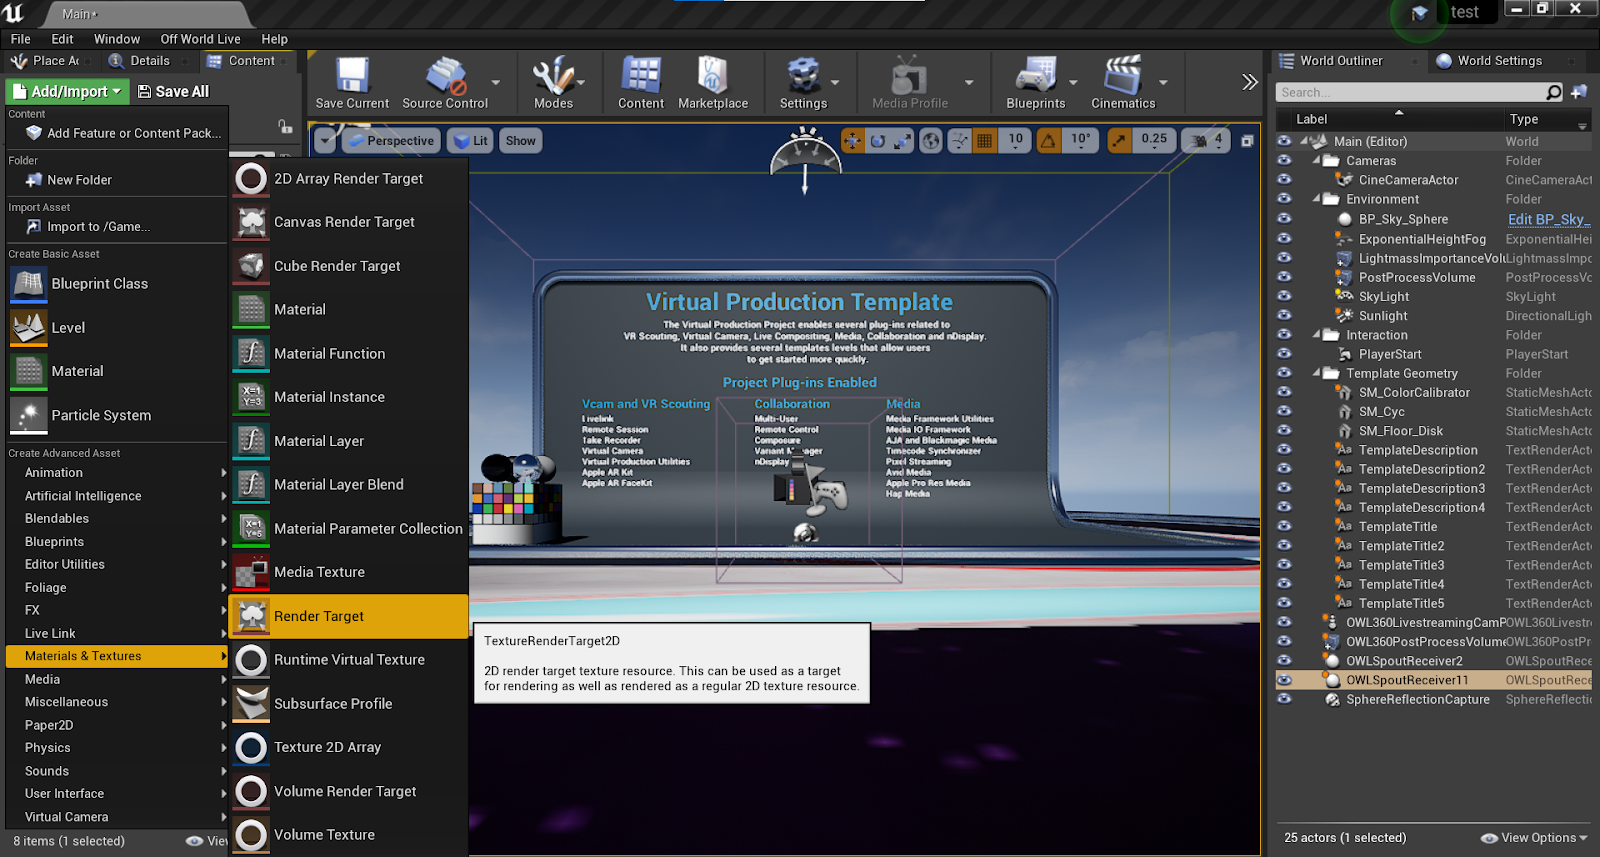 Main*
test
File Edit Window Off World Live Help
Place Ac
Details
Content
Add/Import
Save All
Content
Add Feature or Content Pack...
Folder
New Folder
Import Asset
Import to /Game...
Create Basic Asset
Blueprint Class
Level
Material
Particle System
Create Advanced Asset
Animation
Artificial Intelligence
Blendables
Blueprints
Editor Utilities
Foliage
FX
Live Link
Materials & Textures
Media
Miscellaneous
Paper2D
Physics
Sounds
User Interface
Virtual Camera
8 items (1 selected)
2D Array Render Target
Canvas Render Target
Cube Render Target
Material
Material Function
Material Instance
Material Layer
Material Layer Blend
Material Parameter Collection
Media Texture
Render Target
Runtime Virtual Texture
Subsurface Profile
Texture 2D Array
Volume Render Target
Volume Texture
TextureRenderTarget2D
2D render target texture resource. This can be used as a target
for rendering as well as rendered as a regular 2D texture resource.
Save Current
Source Control
Modes
Content
Marketplace
Settings
Media Profile
Blueprints
Cinematics
Perspective
Lit
Show
10
10°
0.25
4
Virtual Production Template
The Virtual Production Project enables several plug-ins related to
VR Scouting, Virtual Camera, Live Compositing, Media, Collaboration and nDisplay.
It also provides several templates levels that allow users
to get started more quickly.
Project Plug-ins Enabled
Vcam and VR Scouting
Livelink
Remote Session
Take Recorder
Virtual Camera
Virtual Production Utilities
Apple AR Kit
Apple AR FaceKit
Collaboration
Multi-User
Remote Control
Composure
Variant Manager
nDisplay
Media
Media Framework Utilities
Media IO Framework
AJA and Blackmagic Media
Timecode Synchronizer
Pixel Streaming
Avid Media
Apple Pro Res Media
Hap Media
World Outliner
World Settings
Search...
Label Type
Main (Editor) World
Cameras Folder
CineCameraActor CineCameraAct
Environment Folder
BP_Sky_Sphere Edit BP_Sky_
ExponentialHeightFog ExponentialHei
LightmassImportanceVolu LightmassImpo
PostProcessVolume PostProcessVo
SkyLight SkyLight
Sunlight DirectionalLigh
Interaction Folder
PlayerStart PlayerStart
Template Geometry Folder
SM_ColorCalibrator StaticMeshActo
SM_Cyc StaticMeshActo
SM_Floor_Disk StaticMeshActo
TemplateDescription TextRenderActo
TemplateDescription2 TextRenderActo
TemplateDescription3 TextRenderActo
TemplateDescription4 TextRenderActo
TemplateTitle TextRenderActo
TemplateTitle2 TextRenderActo
TemplateTitle3 TextRenderActo
TemplateTitle4 TextRenderActo
TemplateTitle5 TextRenderActo
OWL360LivestreamingCamP OWL360Livestre
OWL360PostProcessVolume OWL360PostPr
OWLSpoutReceiver2 OWLSpoutRece
OWLSpoutReceiver11 OWLSpoutRece
SphereReflectionCapture SphereReflectio
25 actors (1 selected)
View Options